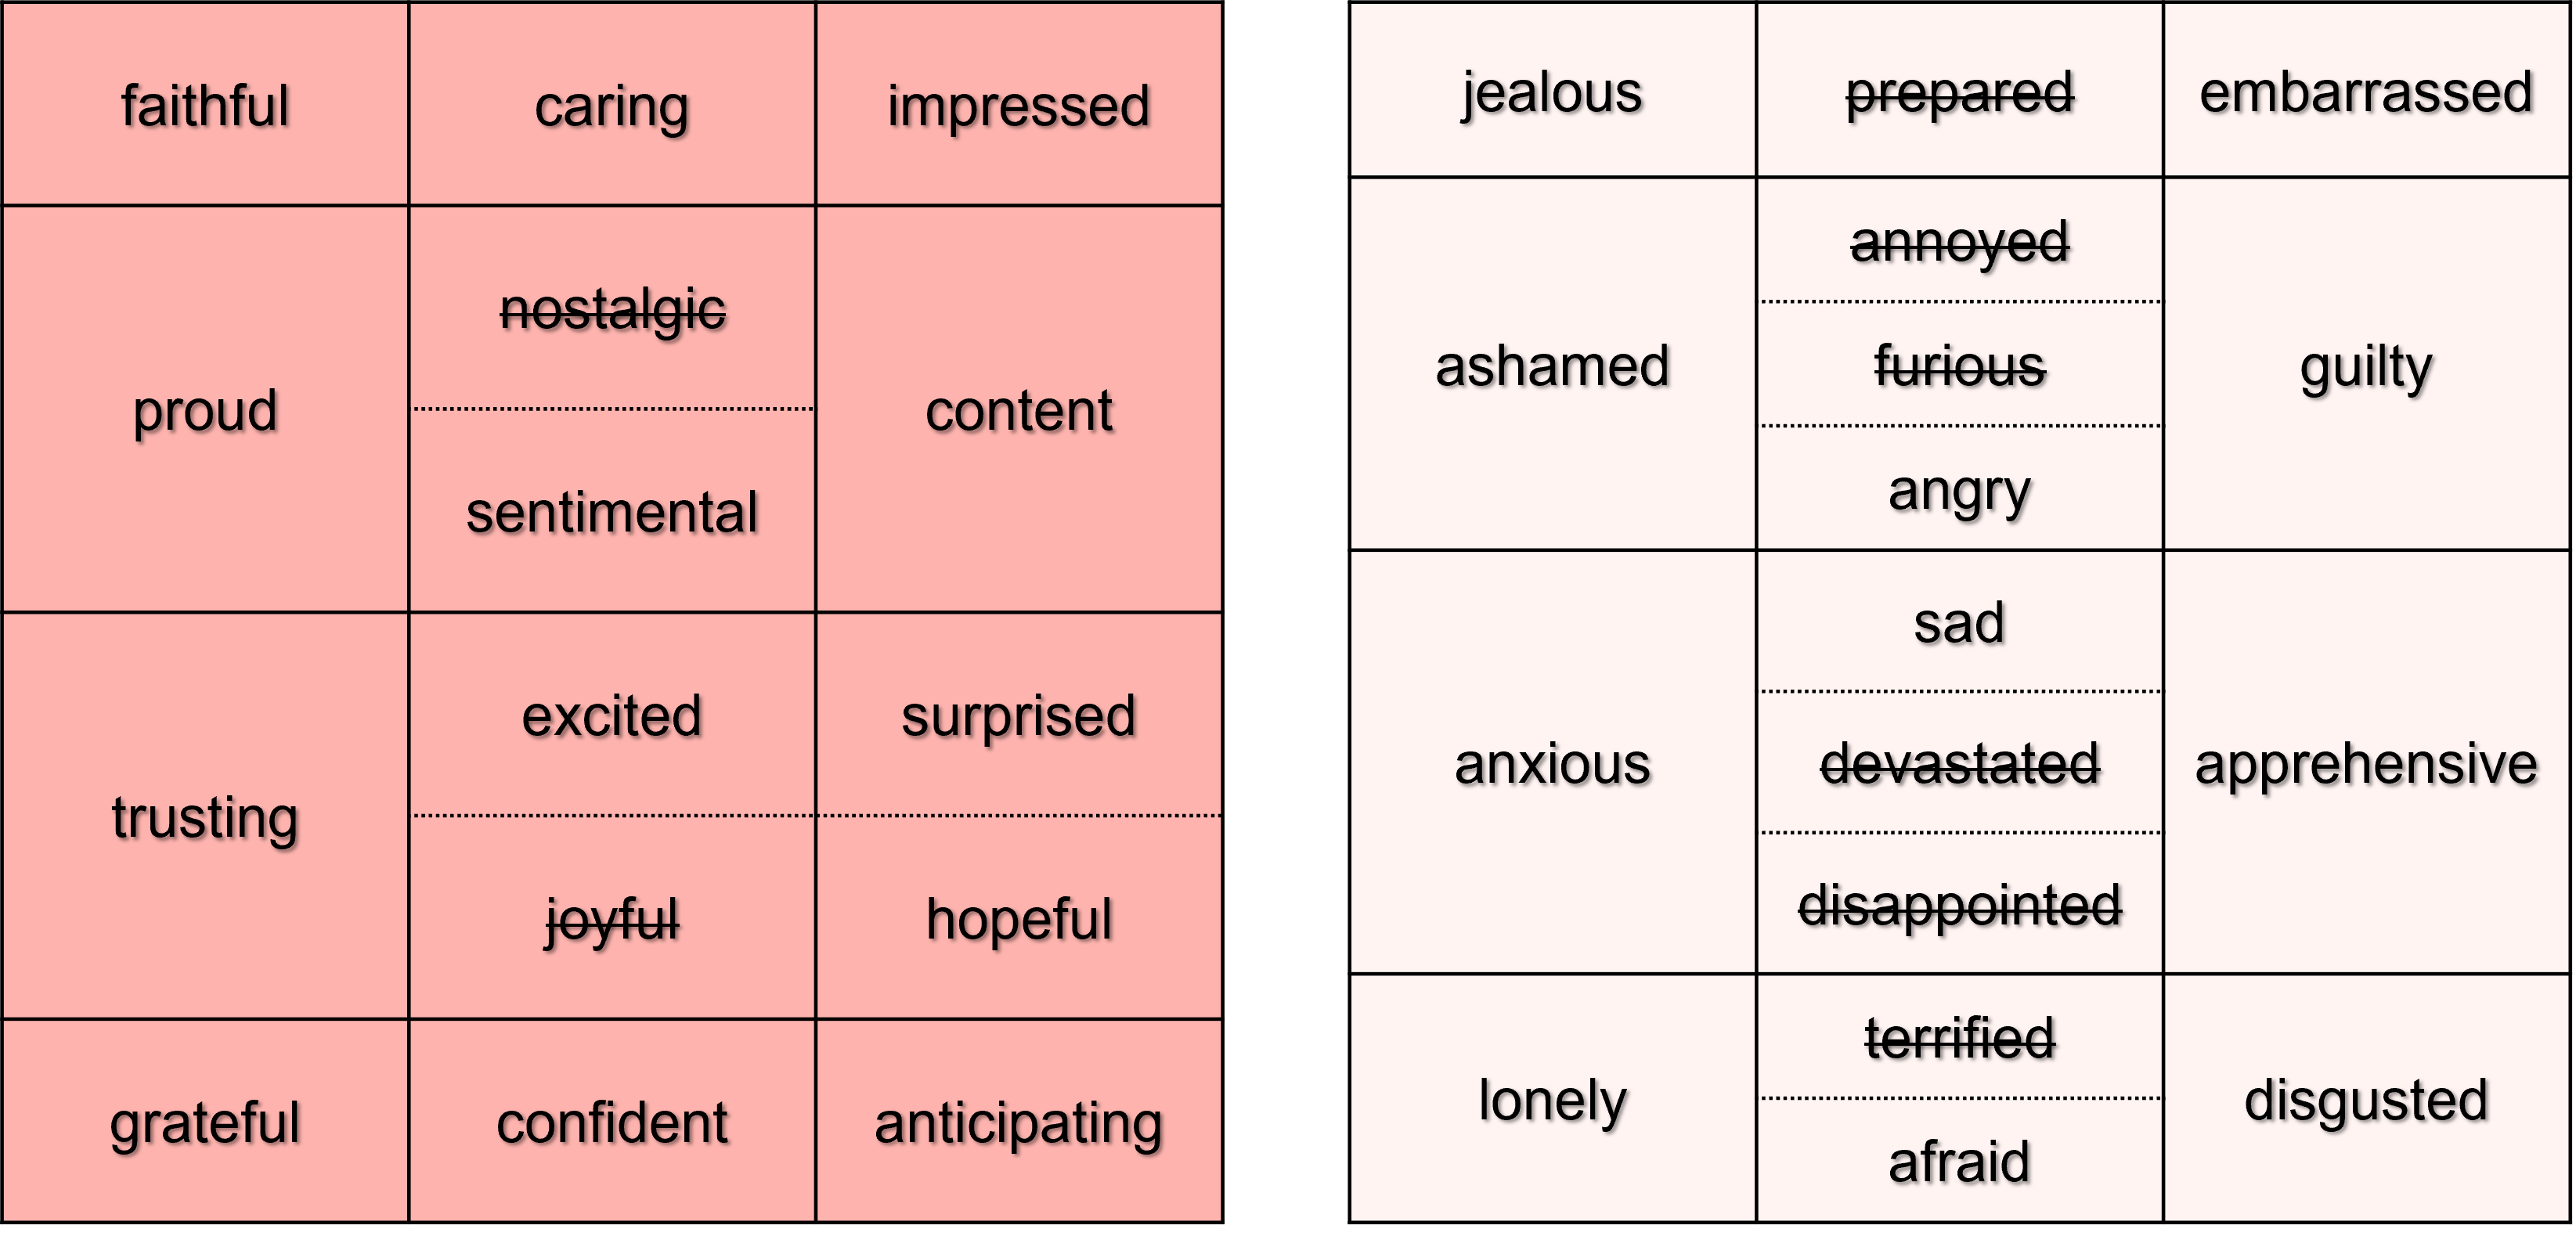 faithful caring impressed
proud nostalgic content
sentimental
trusting excited surprised
joyful hopeful
grateful confident anticipating
jealous prepared embarrassed
annoyed
ashamed furious guilty
angry
sad
anxious devastated apprehensive
disappointed
terrified
lonely disgusted
afraid